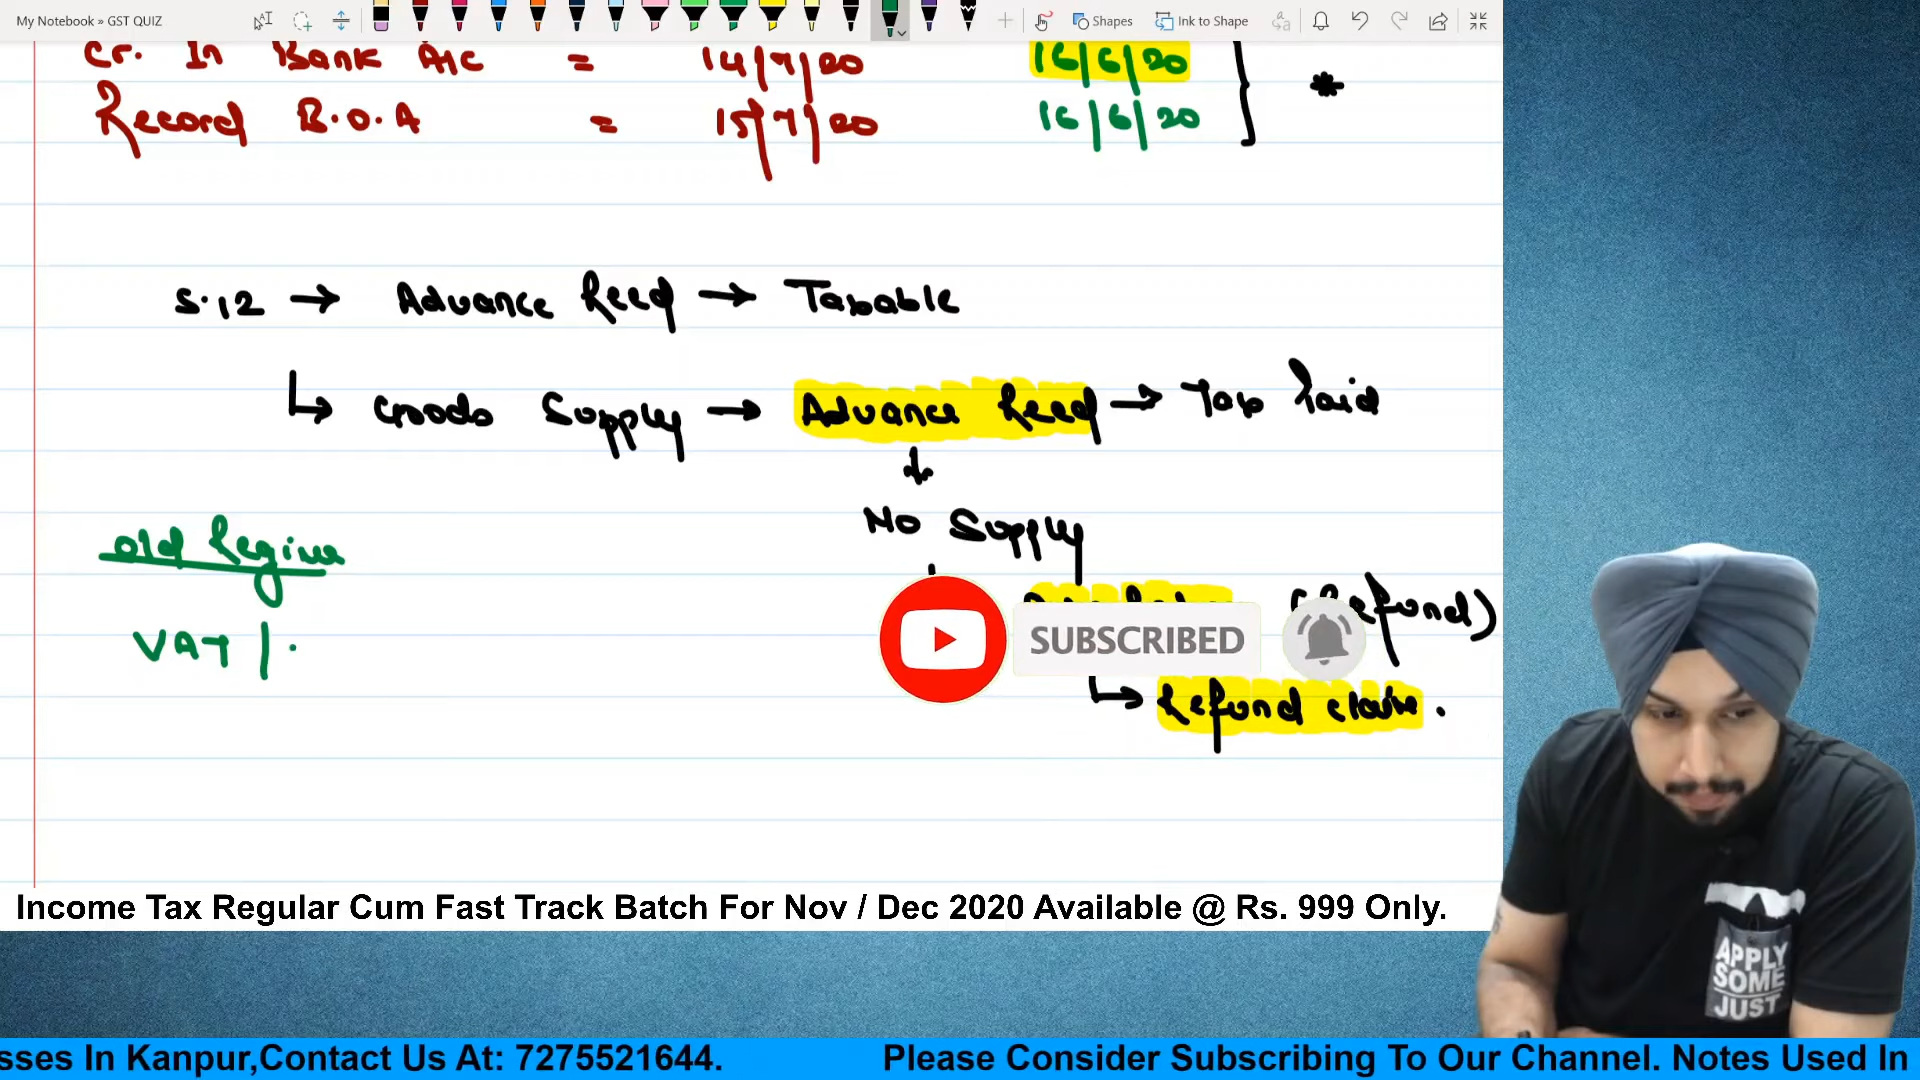 My Notebook » GST QUIZ
Shapes
Ink to Shape
Cr. In Bank A/c = 14/7/20 16/6/20
Record B.O.A = 15/7/20 16/6/20
S.12 → Advance Recd → Taxable
↳ Goods Supply → Advance Recd → Tax Paid
No Supply
Old Regime
(Refund)
VAT |
SUBSCRIBED
↳ Refund claim.
APPLY
SOME
JUST
Income Tax Regular Cum Fast Track Batch For Nov / Dec 2020 Available @ Rs. 999 Only.
sses In Kanpur,Contact Us At: 7275521644. Please Consider Subscribing To Our Channel. Notes Used In